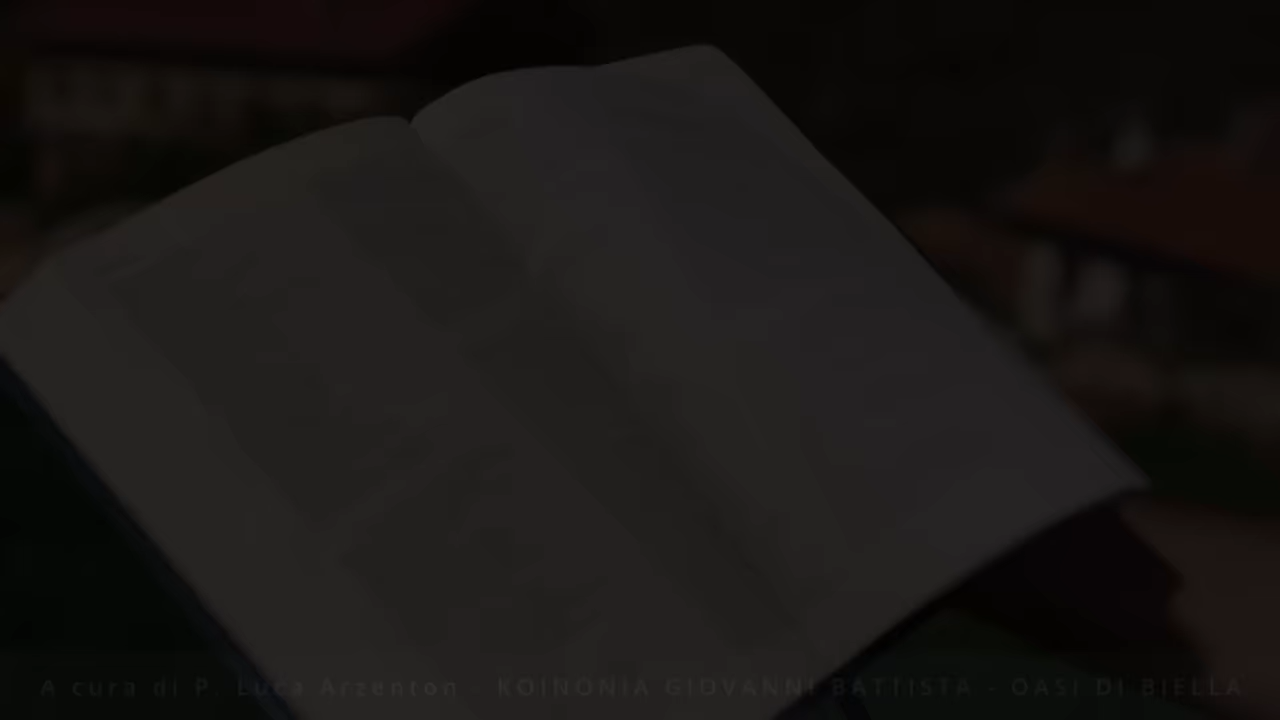 A cura di P. Luca Arzenton - KOINONIA GIOVANNI BATTISTA - OASI DI BIELLA